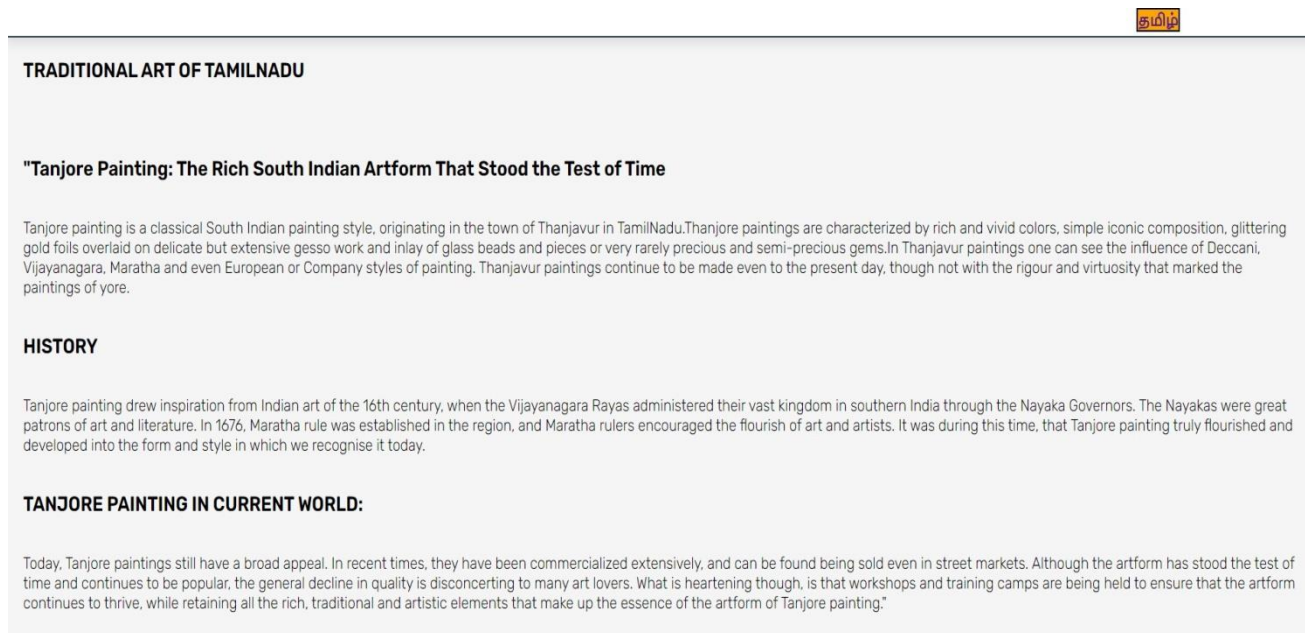 தமிழ்
TRADITIONAL ART OF TAMILNADU
"Tanjore Painting: The Rich South Indian Artform That Stood the Test of Time
Tanjore painting is a classical South Indian painting style, originating in the town of Thanjavur in TamilNadu.Thanjore paintings are characterized by rich and vivid colors, simple iconic composition, glittering
gold foils overlaid on delicate but extensive gesso work and inlay of glass beads and pieces or very rarely precious and semi-precious gems.In Thanjavur paintings one can see the influence of Deccani,
Vijayanagara, Maratha and even European or Company styles of painting. Thanjavur paintings continue to be made even to the present day, though not with the rigour and virtuosity that marked the
paintings of yore.
HISTORY
Tanjore painting drew inspiration from Indian art of the 16th century, when the Vijayanagara Rayas administered their vast kingdom in southern India through the Nayaka Governors. The Nayakas were great
patrons of art and literature. In 1676, Maratha rule was established in the region, and Maratha rulers encouraged the flourish of art and artists. It was during this time, that Tanjore painting truly flourished and
developed into the form and style in which we recognise it today.
TANJORE PAINTING IN CURRENT WORLD:
Today, Tanjore paintings still have a broad appeal. In recent times, they have been commercialized extensively, and can be found being sold even in street markets. Although the artform has stood the test of
time and continues to be popular, the general decline in quality is disconcerting to many art lovers. What is heartening though, is that workshops and training camps are being held to ensure that the artform
continues to thrive, while retaining all the rich, traditional and artistic elements that make up the essence of the artform of Tanjore painting."